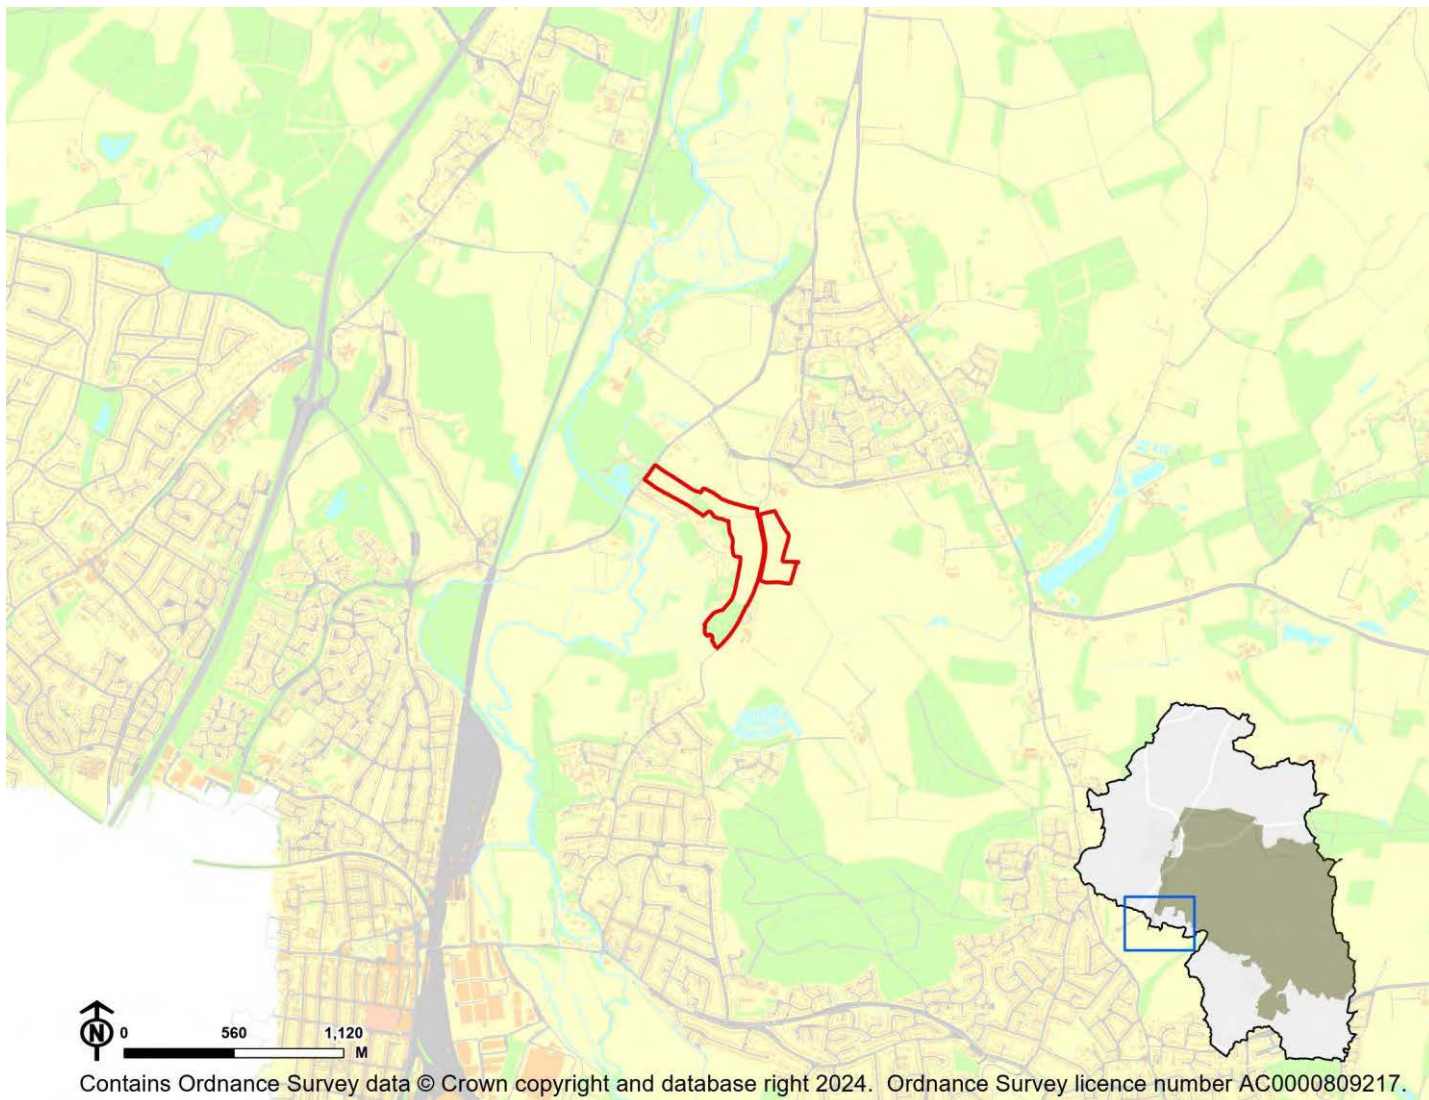 N
0 560 1,120
M
Contains Ordnance Survey data © Crown copyright and database right 2024. Ordnance Survey licence number AC0000809217.